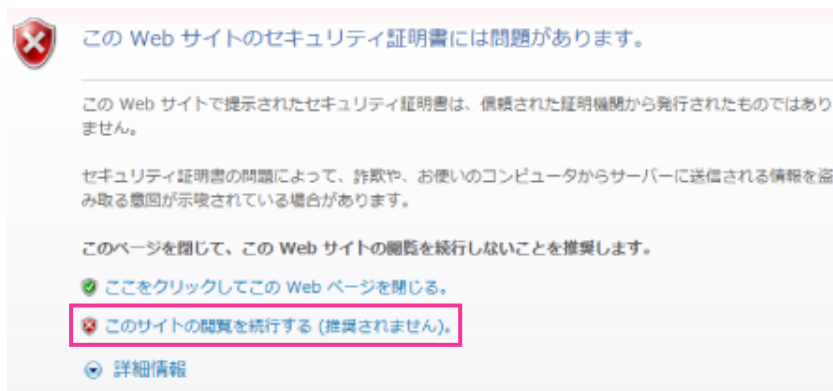 この Web サイトのセキュリティ証明書には問題があります。
この Web サイトで提示されたセキュリティ証明書は、信頼された証明機関から発行されたものではあり
ません。
セキュリティ証明書の問題によって、詐欺や、お使いのコンピュータからサーバーに送信される情報を盗
み取る意図が示唆されている場合があります。
このページを閉じて、この Web サイトの閲覧を続行しないことを推奨します。
ここをクリックしてこの Web ページを閉じる。
このサイトの閲覧を続行する (推奨されません)。
詳細情報